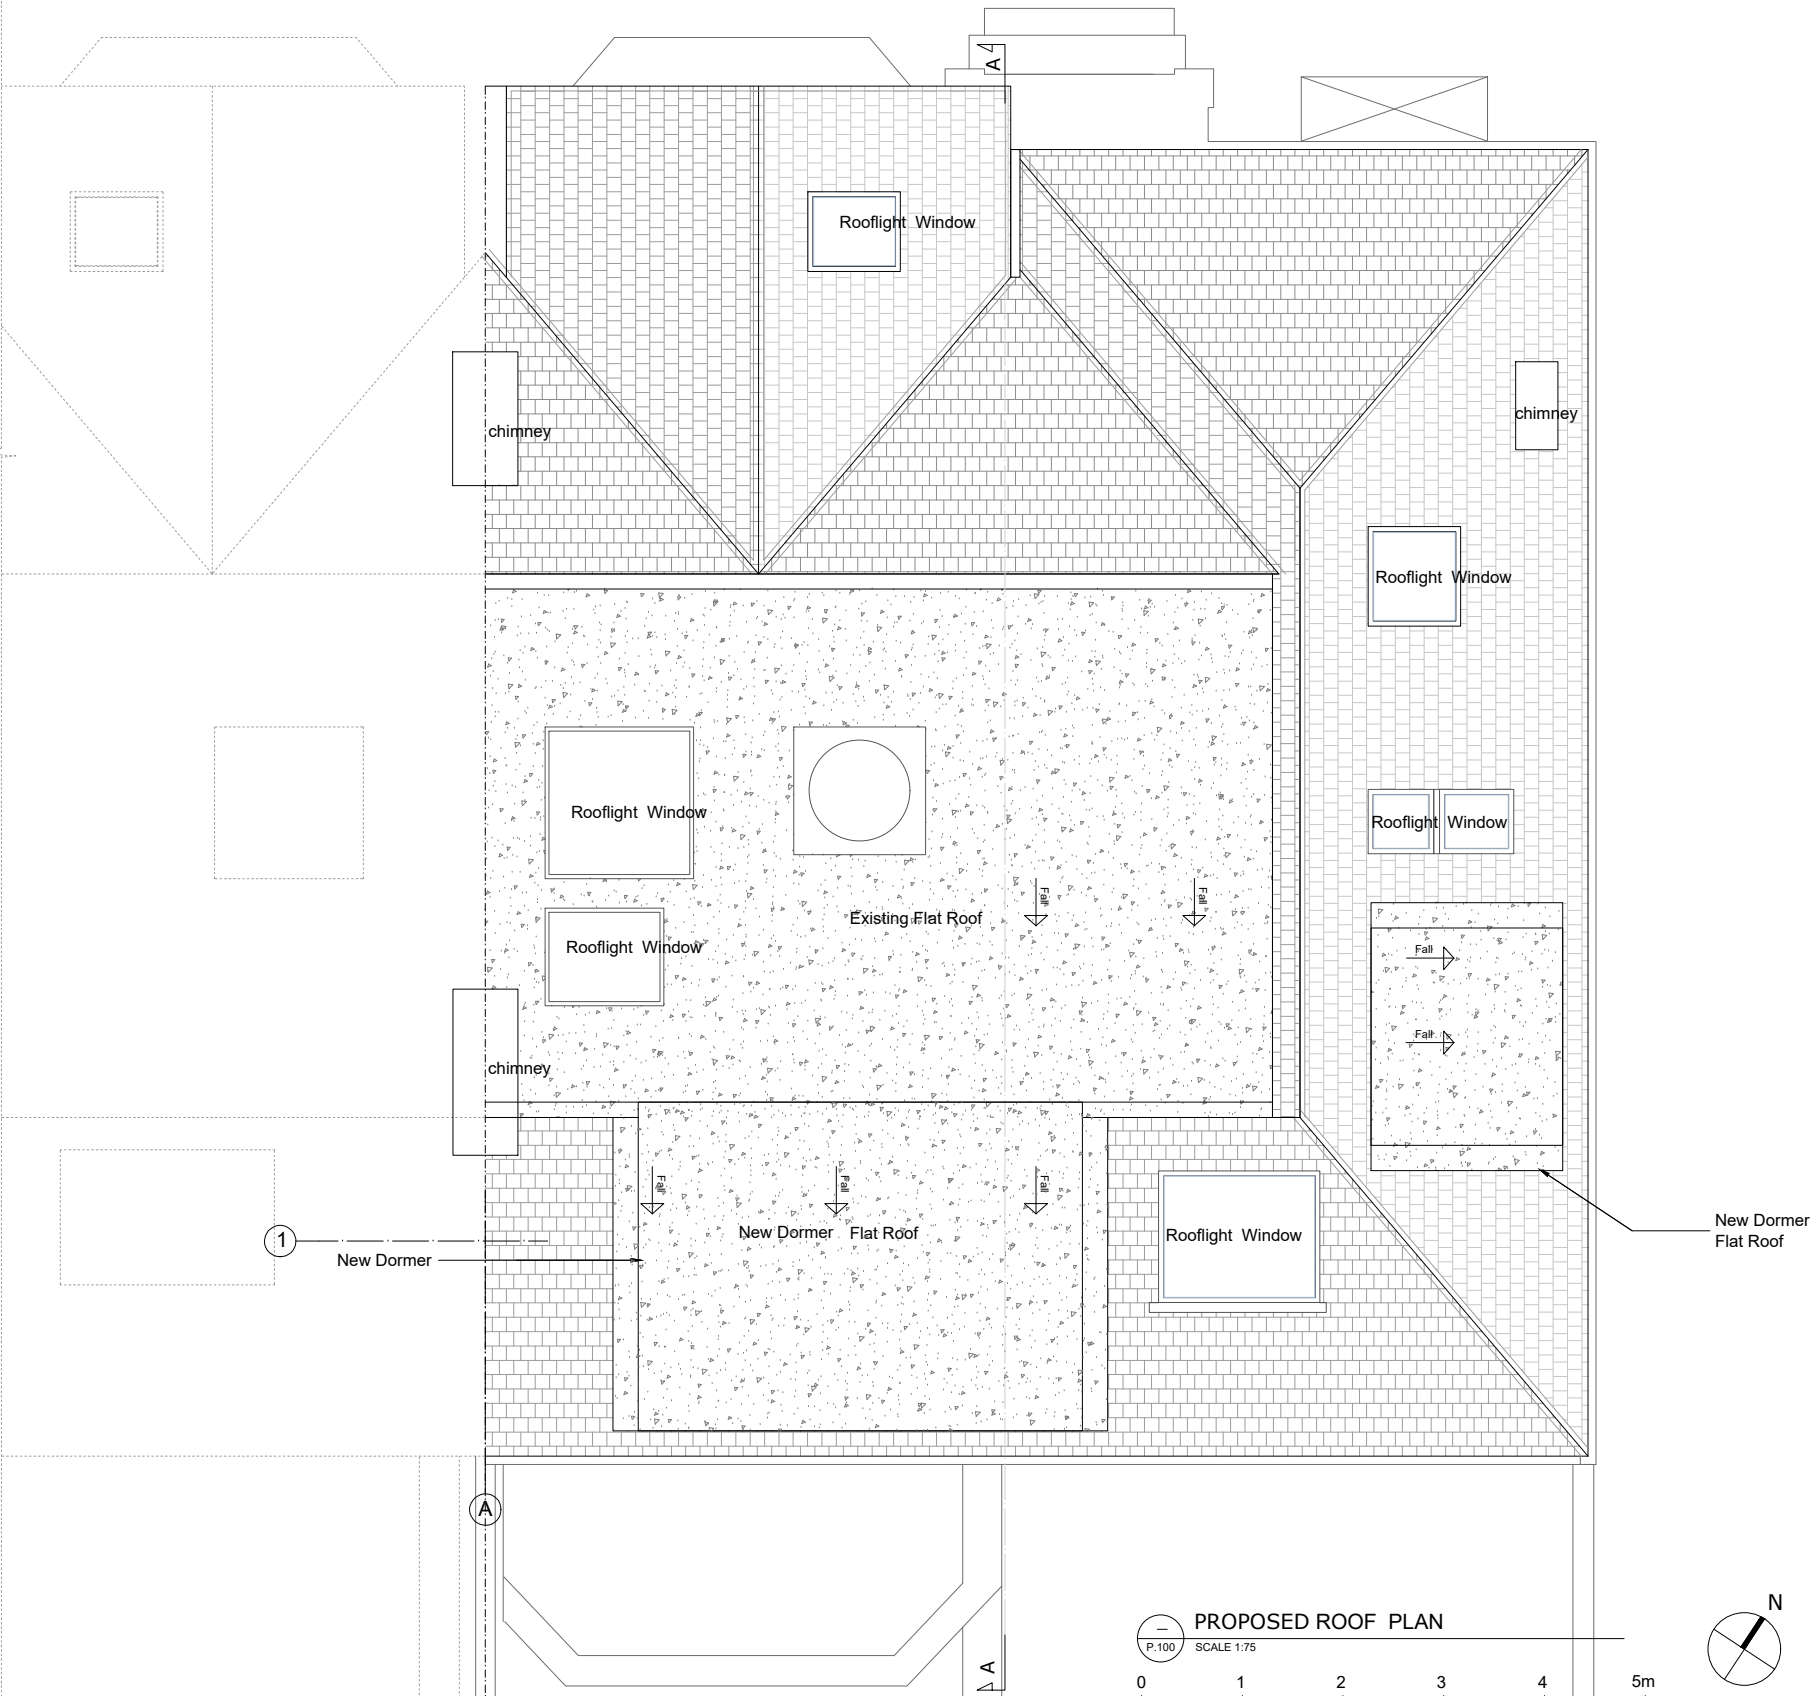 A
Rooflight Window
chimney
chimney
Rooflight Window
Rooflight Window
Rooflight Window
Fall
Fall
Existing Flat Roof
Rooflight Window
Fall
Fall
chimney
Fall
Fall
Fall
New Dormer Flat Roof
Rooflight Window
New Dormer
Flat Roof
1
New Dormer
A
PROPOSED ROOF PLAN
P.100
SCALE 1:75
N
A
0 1 2 3 4 5m